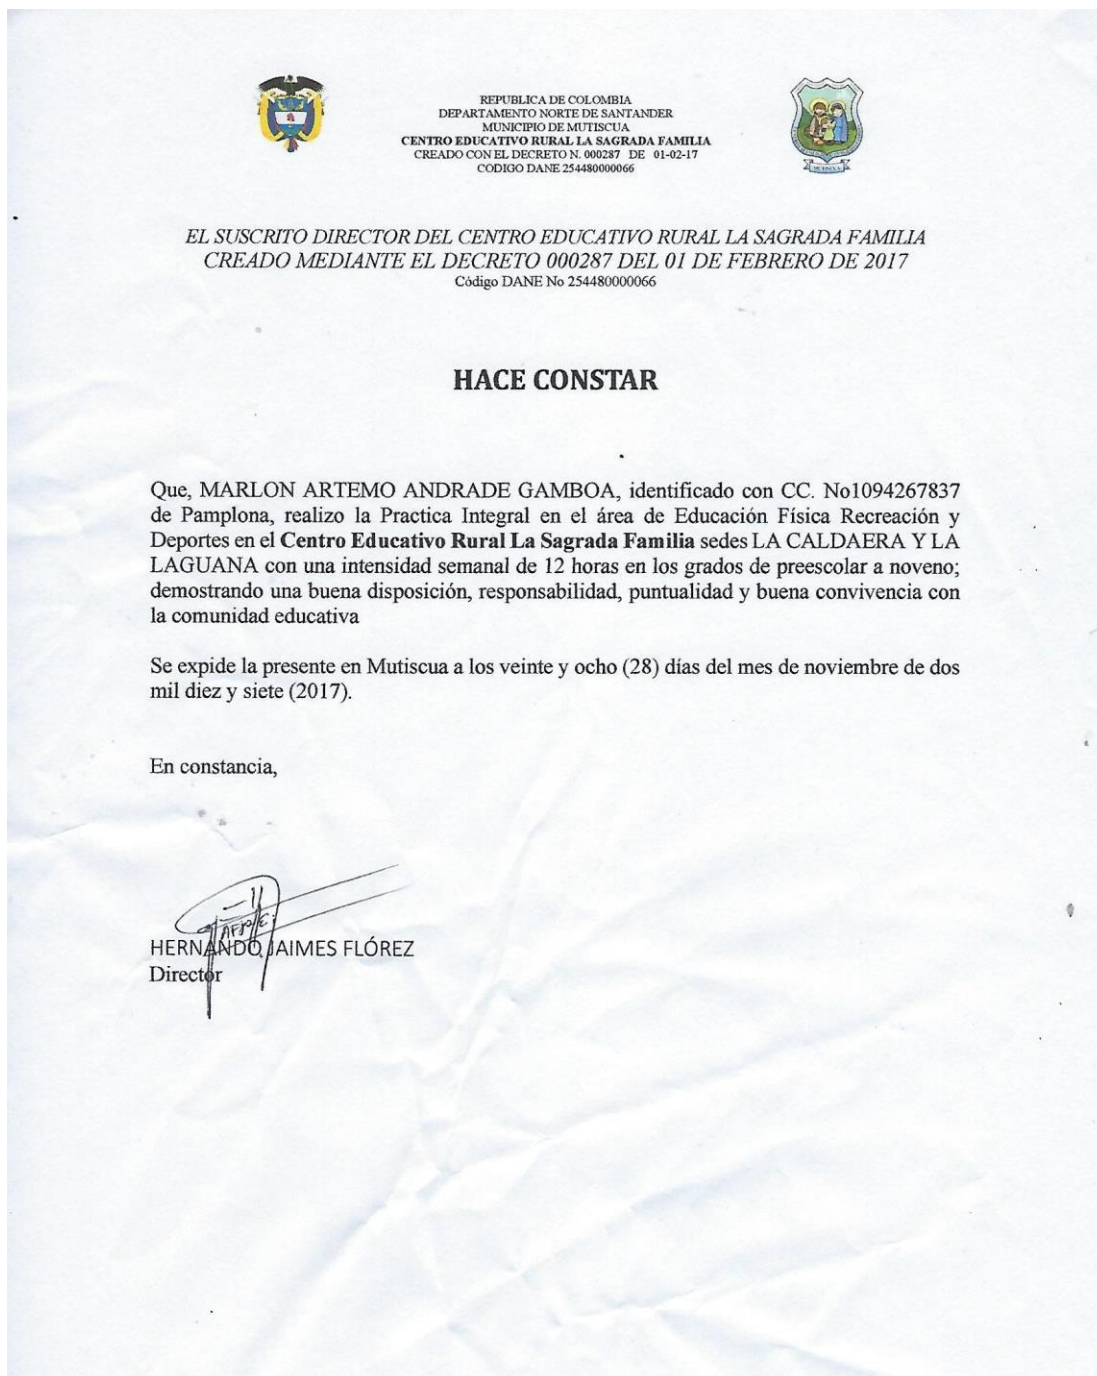 REPUBLICA DE COLOMBIA
DEPARTAMENTO NORTE DE SANTANDER
MUNICIPIO DE MUTISCUA
CENTRO EDUCATIVO RURAL LA SAGRADA FAMILIA
CREADO CON EL DECRETO N. 000287 DE 01-02-17
CODIGO DANE 254480000066
EL SUSCRITO DIRECTOR DEL CENTRO EDUCATIVO RURAL LA SAGRADA FAMILIA
CREADO MEDIANTE EL DECRETO 000287 DEL 01 DE FEBRERO DE 2017
Código DANE No 254480000066
HACE CONSTAR
Que, MARLON ARTEMO ANDRADE GAMBOA, identificado con CC. No1094267837
de Pamplona, realizo la Practica Integral en el área de Educación Física Recreación y
Deportes en el Centro Educativo Rural La Sagrada Familia sedes LA CALDAERA Y LA
LAGUANA con una intensidad semanal de 12 horas en los grados de preescolar a noveno;
demostrando una buena disposición, responsabilidad, puntualidad y buena convivencia con
la comunidad educativa
Se expide la presente en Mutiscua a los veinte y ocho (28) días del mes de noviembre de dos
mil diez y siete (2017).
En constancia,
HERNANDO JAIMES FLÓREZ
Director